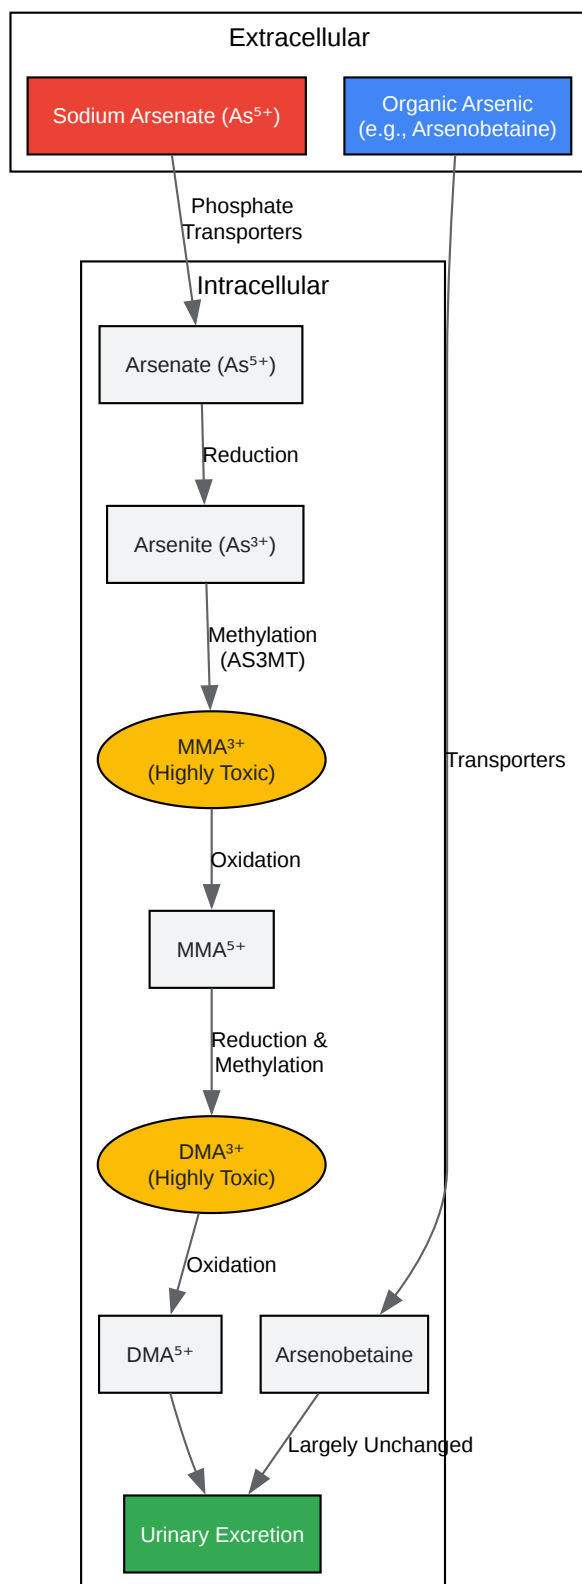 Extracellular
Sodium Arsenate (As⁵⁺)
Organic Arsenic
(e.g., Arsenobetaine)
Phosphate
Transporters
Intracellular
Arsenate (As⁵⁺)
Reduction
Arsenite (As³⁺)
Methylation
(AS3MT)
MMA³⁺
(Highly Toxic)
Transporters
Oxidation
MMA⁵⁺
Reduction &
Methylation
DMA³⁺
(Highly Toxic)
Oxidation
DMA⁵⁺
Arsenobetaine
Largely Unchanged
Urinary Excretion